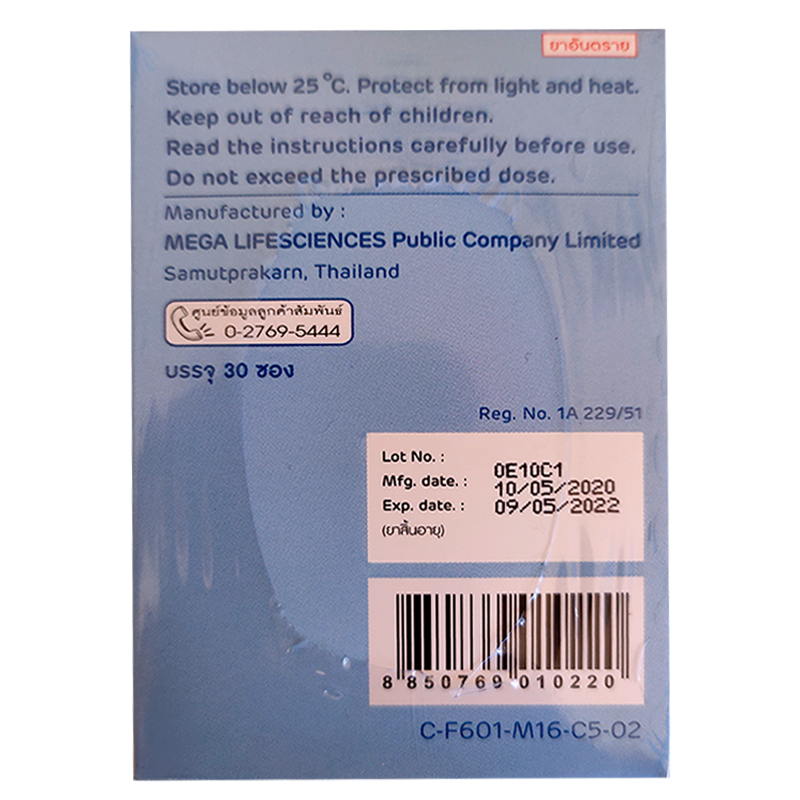 ยาอันตราย
Store below 25 °C. Protect from light and heat.
Keep out of reach of children.
Read the instructions carefully before use.
Do not exceed the prescribed dose.
Manufactured by :
MEGA LIFESCIENCES Public Company Limited
Samutprakarn, Thailand
ศูนย์ข้อมูลลูกค้าสัมพันธ์
0-2769-5444
บรรจุ 30 ซอง
Reg. No. 1A 229/51
Lot No. : 0E10C1
Mfg. date. : 10/05/2020
Exp. date. : 09/05/2022
(ยาสิ้นอายุ)
8 850769 010220
C-F601-M16-C5-02